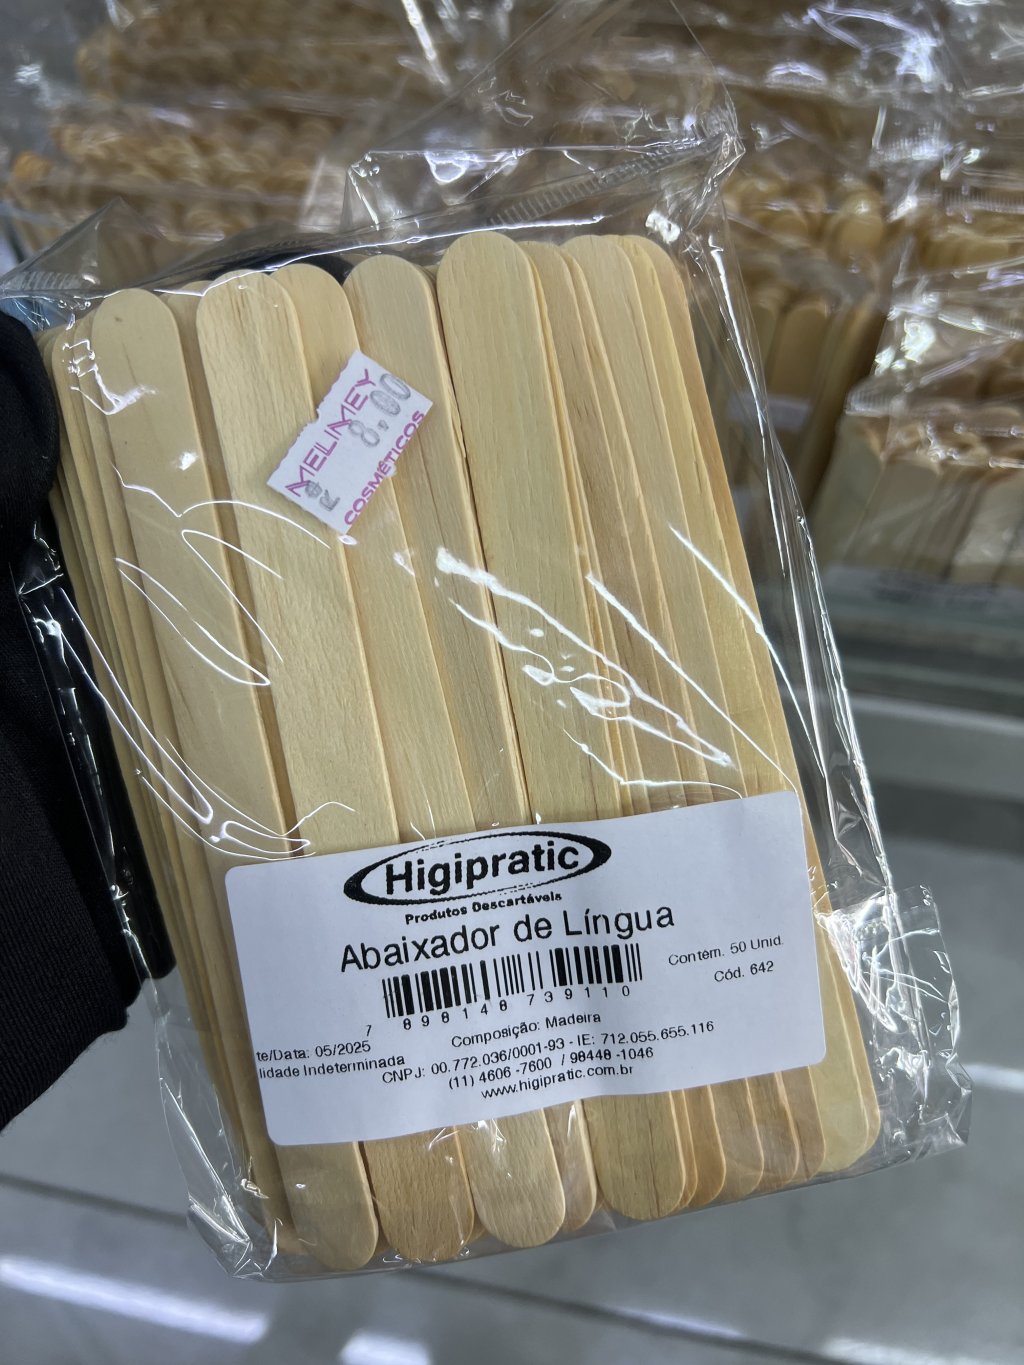 MELIMEY
R$ 8,00
COSMÉTICOS
Higipratic
Produtos Descartáveis
Abaixador de Língua
Contém. 50 Unid.
Cód. 642
7 898148 739110
te/Data: 05/2025
lidade Indeterminada
Composição: Madeira
CNPJ: 00.772.036/0001-93 - IE: 712.055.655.116
(11) 4606 -7600 / 98448 -1046
www.higipratic.com.br